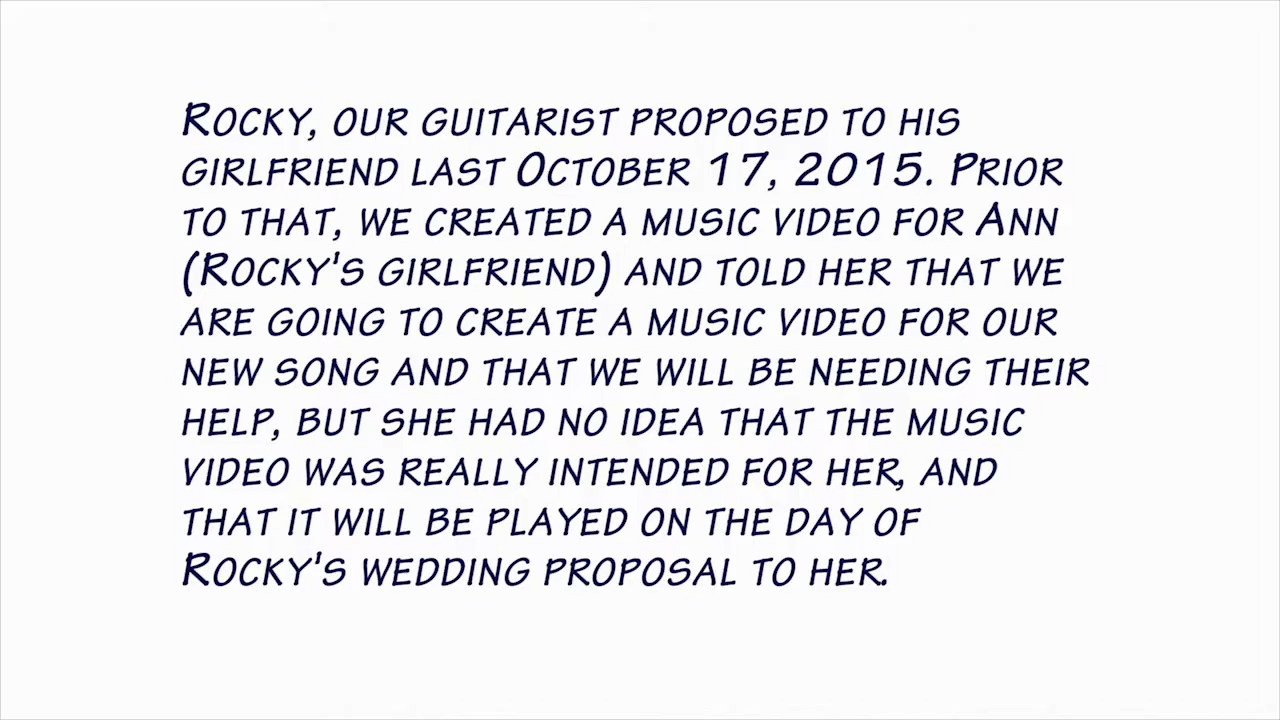 Rocky, our guitarist proposed to his
girlfriend last October 17, 2015. Prior
to that, we created a music video for Ann
(Rocky's girlfriend) and told her that we
are going to create a music video for our
new song and that we will be needing their
help, but she had no idea that the music
video was really intended for her, and
that it will be played on the day of
Rocky's wedding proposal to her.